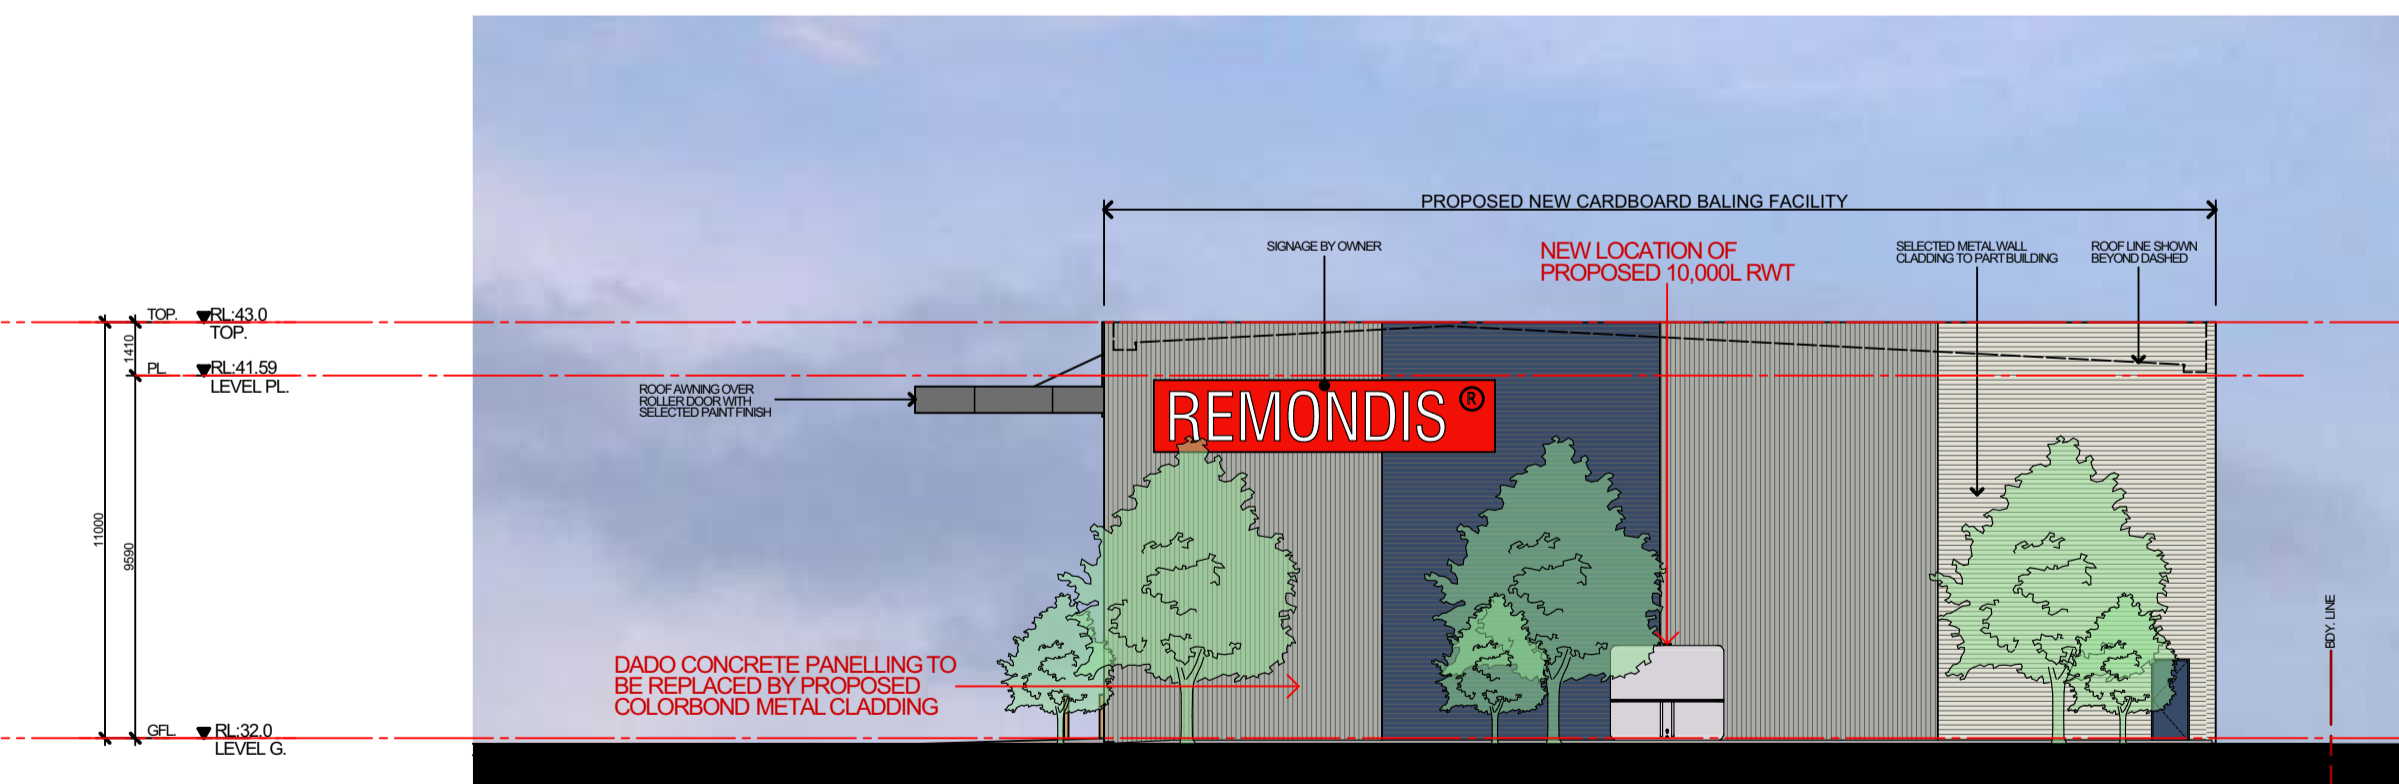 PROPOSED NEW CARDBOARD BALING FACILITY
SIGNAGE BY OWNER
NEW LOCATION OF
PROPOSED 10,000L RWT
SELECTED METAL WALL
CLADDING TO PART BUILDING
ROOF LINE SHOWN
BEYOND DASHED
TOP.
RL:43.0
TOP.
1410
PL.
RL:41.59
LEVEL PL.
ROOF AWNING OVER
ROLLER DOOR WITH
SELECTED PAINT FINISH
REMONDIS ®
11000
9590
BDY. LINE
DADO CONCRETE PANELLING TO
BE REPLACED BY PROPOSED
COLORBOND METAL CLADDING
GFL.
RL:32.0
LEVEL G.